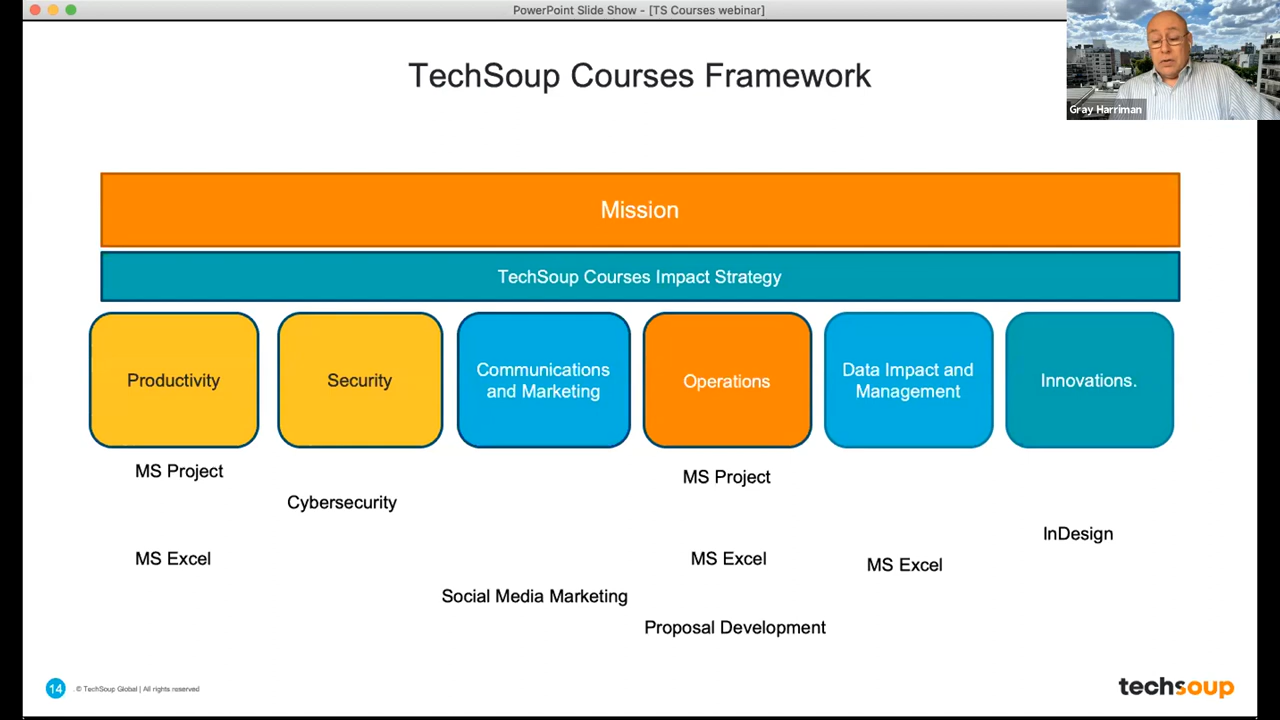 PowerPoint Slide Show - [TS Courses webinar]
TechSoup Courses Framework
Gray Harriman
Mission
TechSoup Courses Impact Strategy
Productivity
Security
Communications
and Marketing
Operations
Data Impact and
Management
Innovations.
MS Project
MS Project
Cybersecurity
InDesign
MS Excel
MS Excel
MS Excel
Social Media Marketing
Proposal Development
14
© TechSoup Global | All rights reserved
techsoup